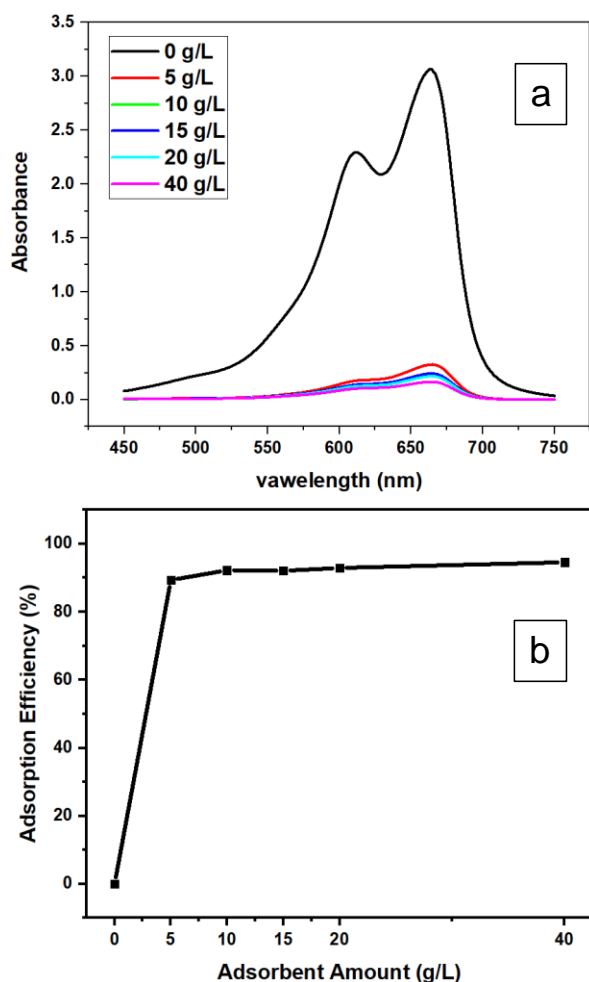 3.5
3.0
2.5
2.0
1.5
1.0
0.5
0.0
Absorbance
0 g/L
5 g/L
10 g/L
15 g/L
20 g/L
40 g/L
a
450 500 550 600 650 700 750
vawelength (nm)
100
80
60
40
20
0
Adsorption Efficiency (%)
b
0 5 10 15 20 40
Adsorbent Amount (g/L)